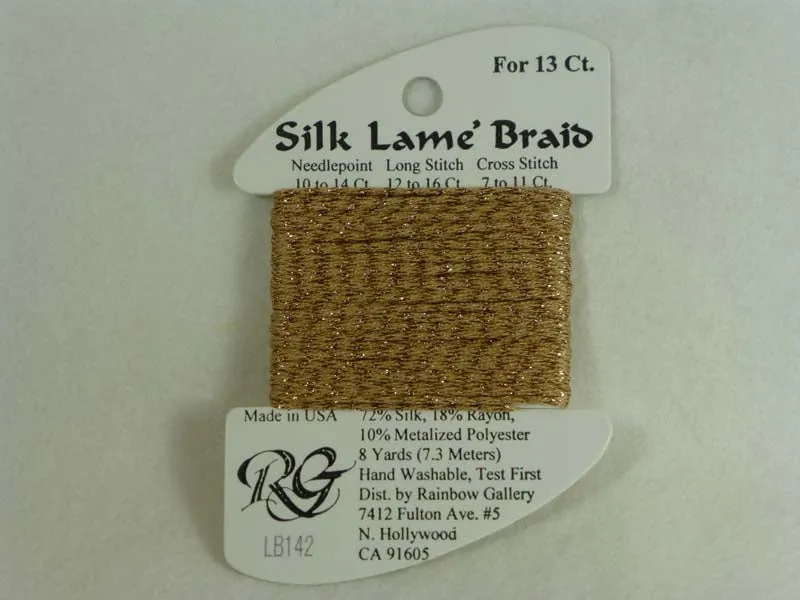 For 13 Ct.
Silk Lame' Braid
Needlepoint Long Stitch Cross Stitch
10 to 14 Ct. 12 to 16 Ct. 7 to 11 Ct.
Made in USA
72% Silk, 18% Rayon,
10% Metalized Polyester
8 Yards (7.3 Meters)
Hand Washable, Test First
Dist. by Rainbow Gallery
7412 Fulton Ave. #5
N. Hollywood
CA 91605
RG
LB142